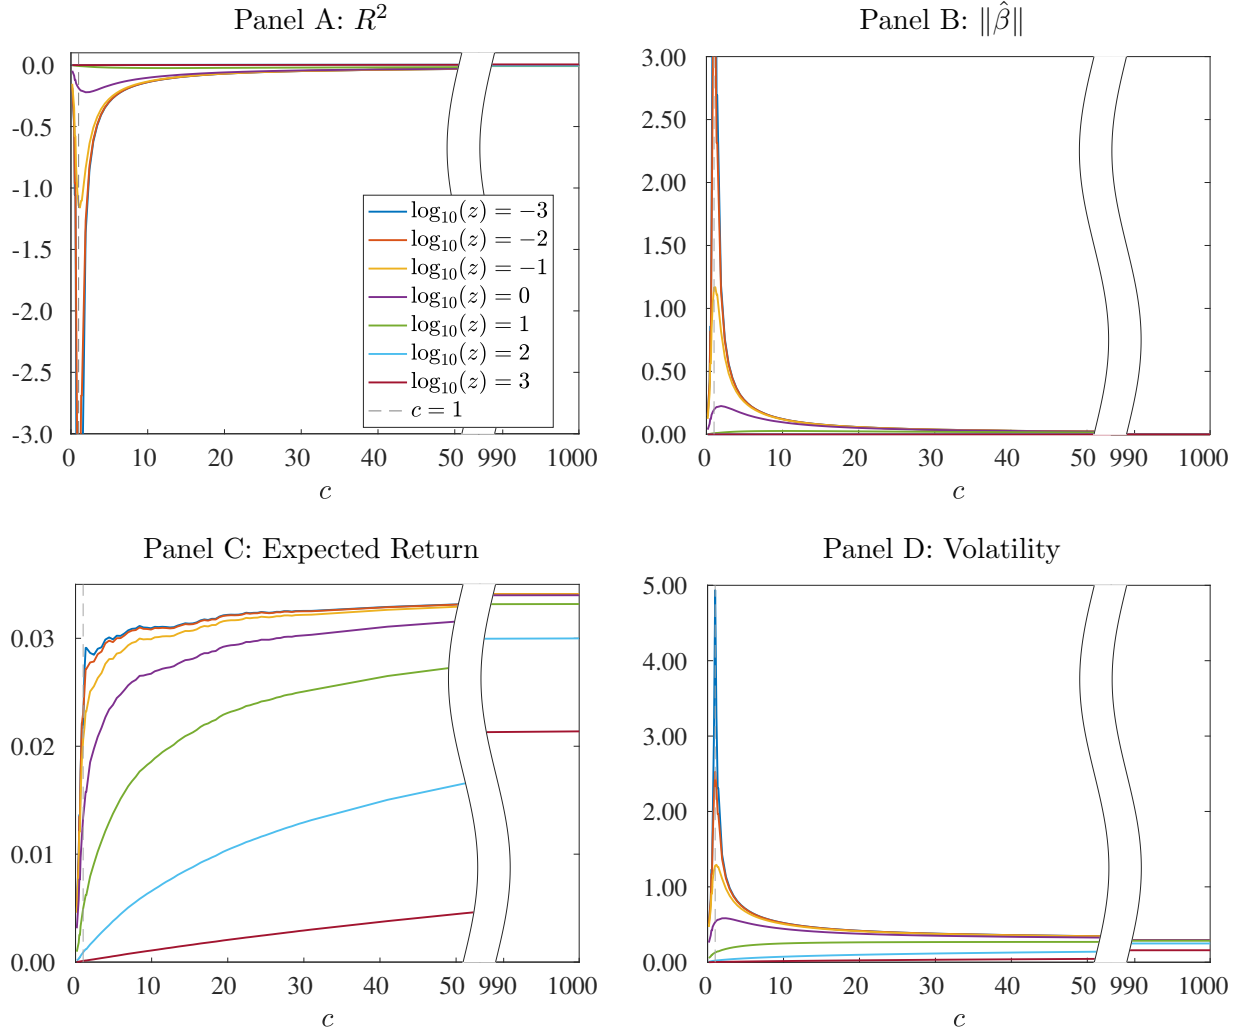 Panel A: R²
0.0
-0.5
-1.0
-1.5
-2.0
-2.5
-3.0
0 10 20 30 40 50 990 1000
c
log₁₀(z) = −3
log₁₀(z) = −2
log₁₀(z) = −1
log₁₀(z) = 0
log₁₀(z) = 1
log₁₀(z) = 2
log₁₀(z) = 3
c = 1
Panel B: ‖β̂‖
3.00
2.50
2.00
1.50
1.00
0.50
0.00
0 10 20 30 40 50 990 1000
c
Panel C: Expected Return
0.03
0.02
0.01
0.00
0 10 20 30 40 50 990 1000
c
Panel D: Volatility
5.00
4.00
3.00
2.00
1.00
0.00
0 10 20 30 40 50 990 1000
c